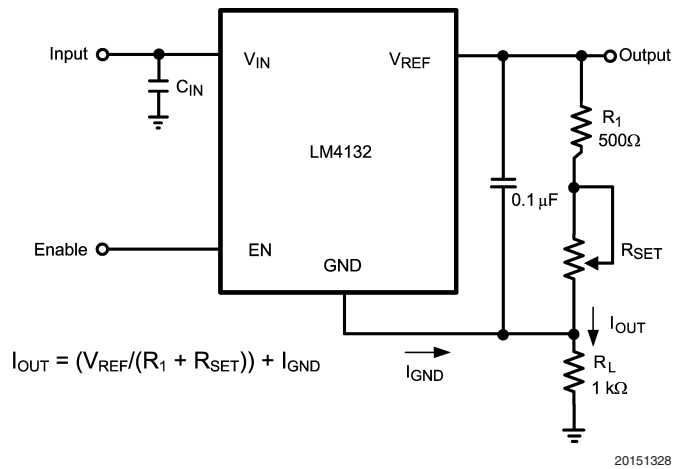 Input
V_IN
V_REF
Output
C_IN
R_1
500Ω
LM4132
0.1 µF
R_SET
Enable
EN
GND
I_OUT
I_OUT = (V_REF/(R_1 + R_SET)) + I_GND
I_GND
R_L
1 kΩ
20151328